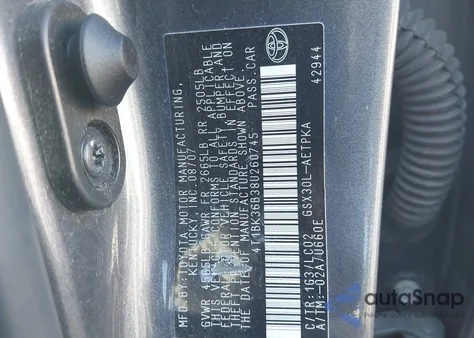 MFD. BY: TOYOTA MOTOR MANUFACTURING,
KENTUCKY, INC. 08/07
GVWR 4565LB GAWR FR 2665LB RR 2505LB
THIS VEHICLE CONFORMS TO ALL APPLICABLE
FEDERAL MOTOR VEHICLE SAFETY, BUMPER, AND
THEFT PREVENTION STANDARDS IN EFFECT ON
THE DATE OF MANUFACTURE SHOWN ABOVE.
4T1BK36B38U260745 PASS. CAR
GSX30L-AETPKA
C/TR: 1G3/LC02
A/TM: -02A/U660E
42944
autoSnap